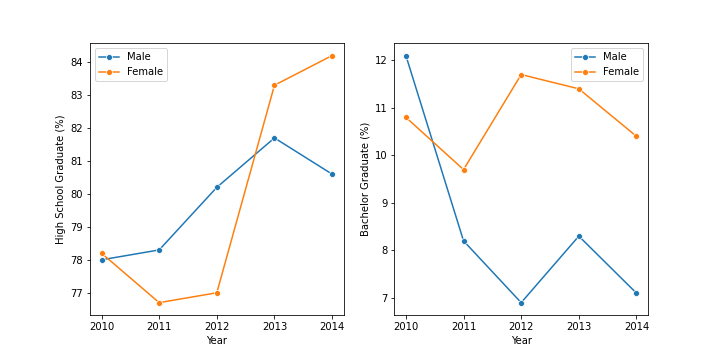 Male
Female
84
83
82
81
80
79
78
77
High School Graduate (%)
2010 2011 2012 2013 2014
Year
Male
Female
12
11
10
9
8
7
Bachelor Graduate (%)
2010 2011 2012 2013 2014
Year